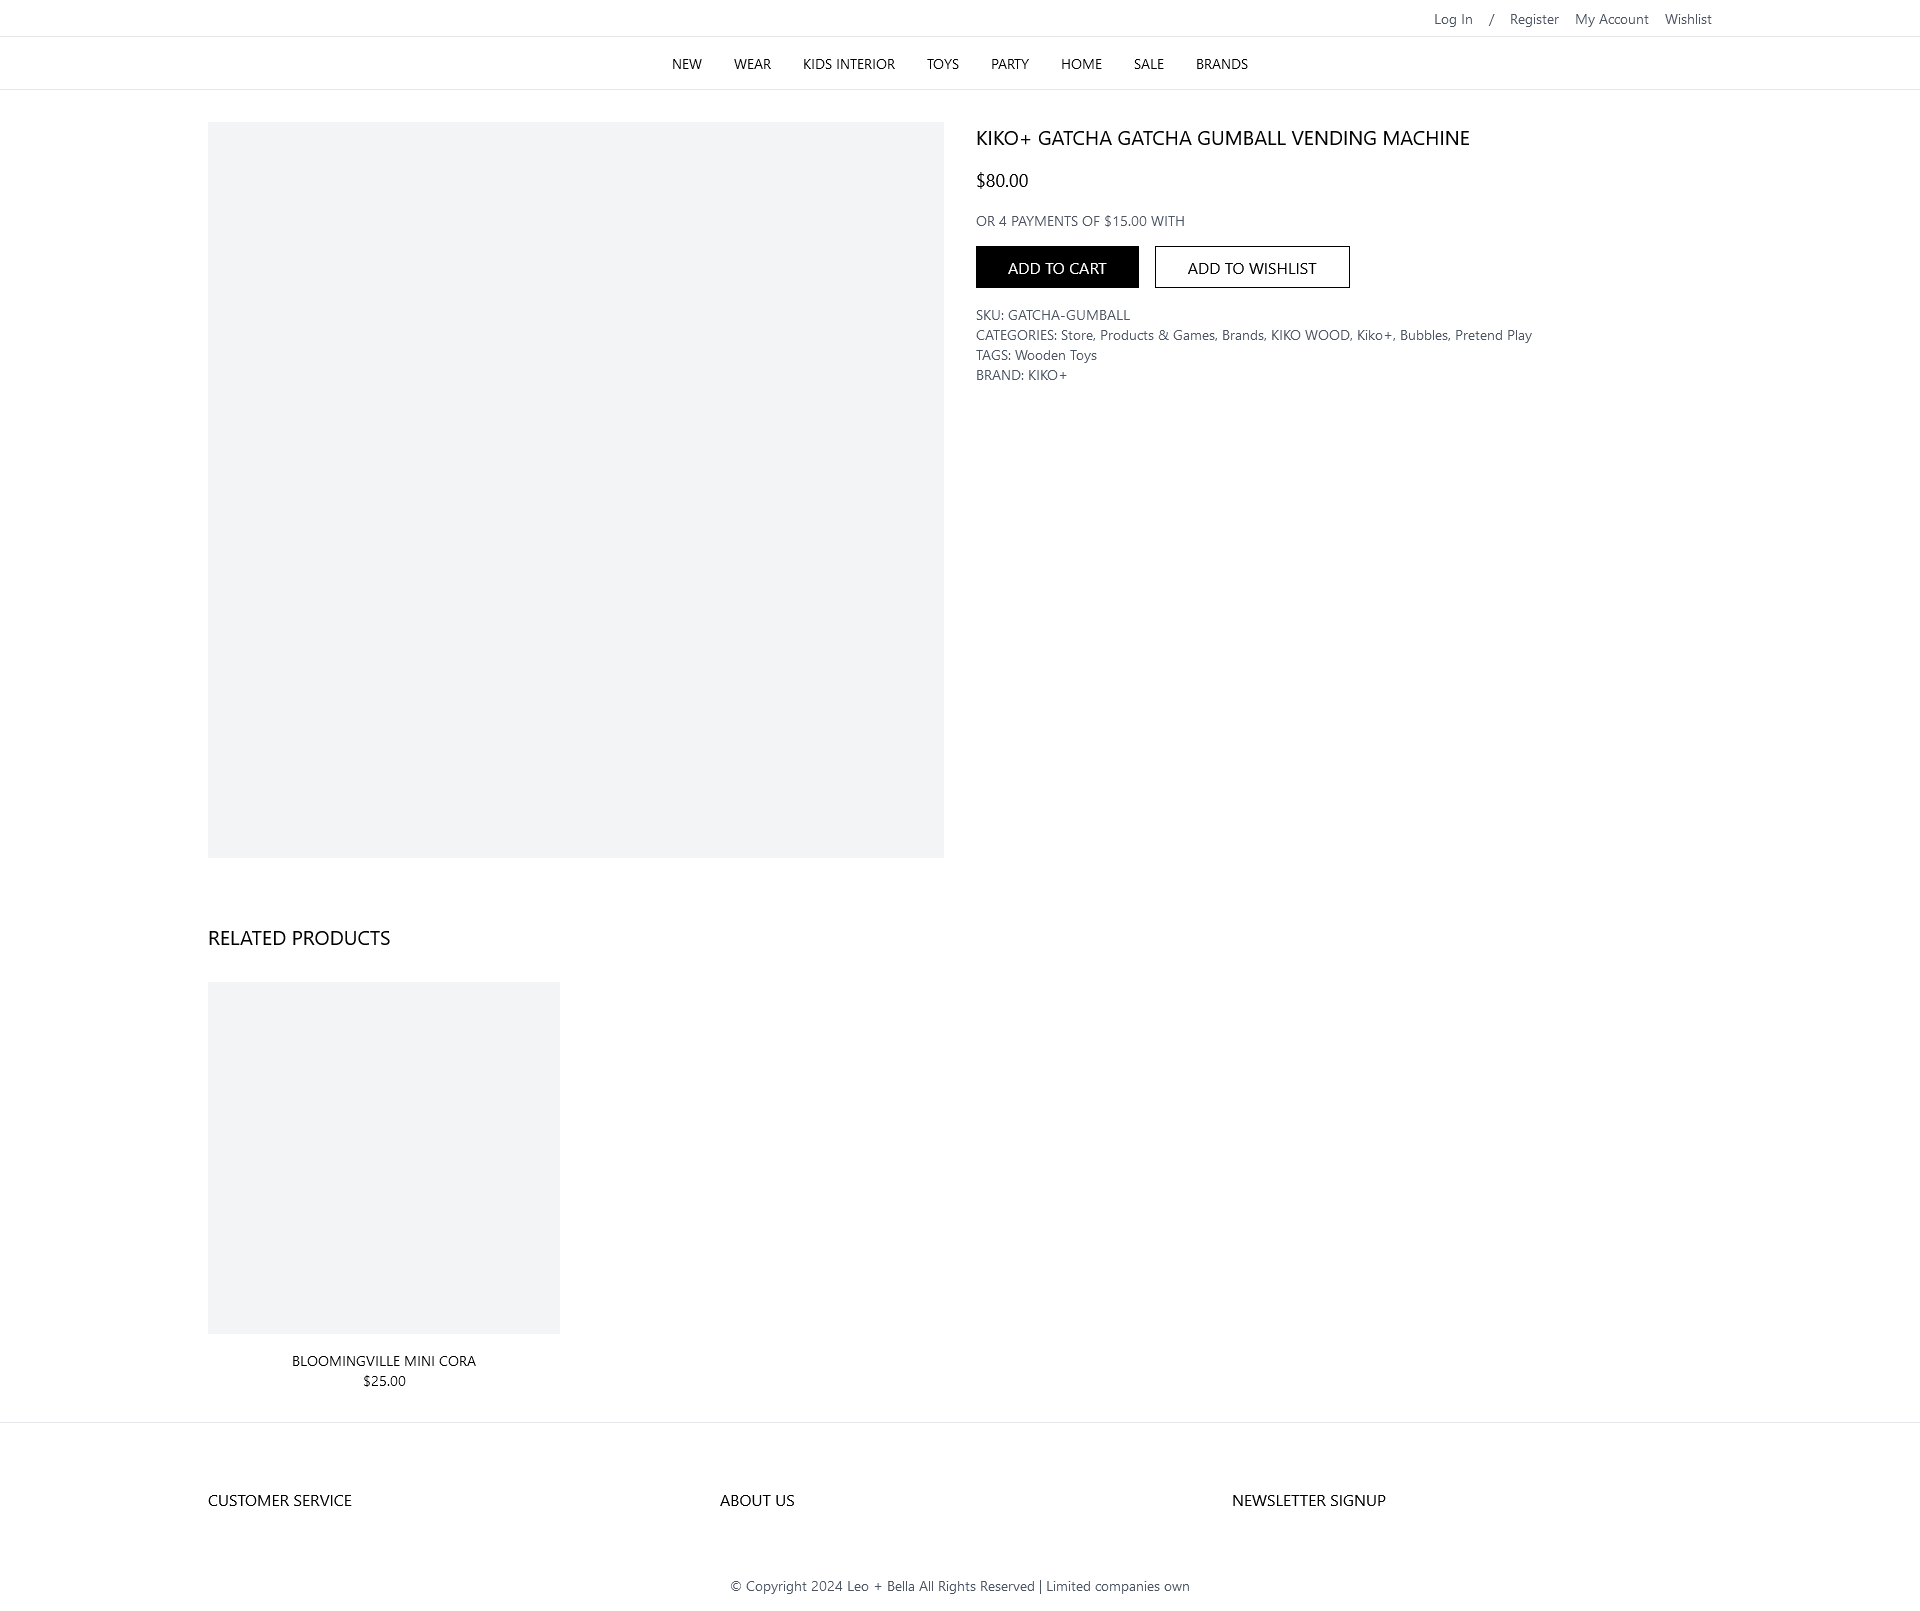 Log In / Register My Account Wishlist
NEW WEAR KIDS INTERIOR TOYS PARTY HOME SALE BRANDS
KIKO+ GATCHA GATCHA GUMBALL VENDING MACHINE
$80.00
OR 4 PAYMENTS OF $15.00 WITH
ADD TO CART ADD TO WISHLIST
SKU: GATCHA-GUMBALL
CATEGORIES: Store, Products & Games, Brands, KIKO WOOD, Kiko+, Bubbles, Pretend Play
TAGS: Wooden Toys
BRAND: KIKO+
RELATED PRODUCTS
BLOOMINGVILLE MINI CORA
$25.00
CUSTOMER SERVICE ABOUT US NEWSLETTER SIGNUP
© Copyright 2024 Leo + Bella All Rights Reserved | Limited companies own